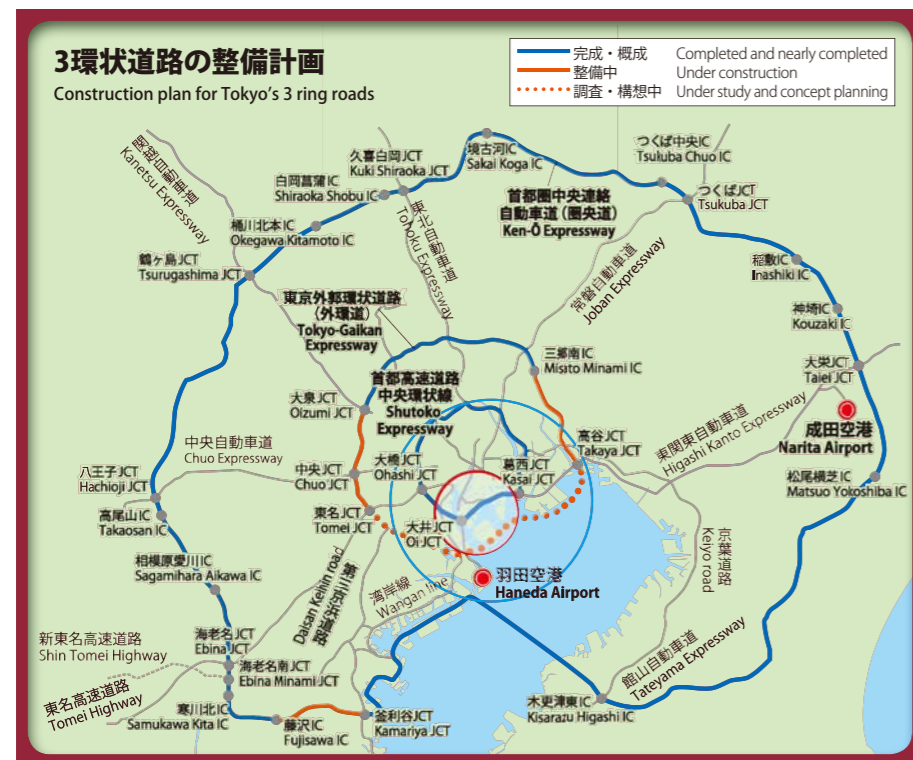 3環状道路の整備計画
Construction plan for Tokyo's 3 ring roads
完成・概成 Completed and nearly completed
整備中 Under construction
調査・構想中 Under study and concept planning
関越自動車道
Kanetsu Expressway
久喜白岡JCT
Kuki Shiraoka JCT
境古河IC
Sakai Koga IC
つくば中央IC
Tsukuba Chuo IC
白岡菖蒲IC
Shiraoka Shobu IC
首都圏中央連絡
自動車道(圏央道)
Ken-Ō Expressway
つくばJCT
Tsukuba JCT
桶川北本IC
Okegawa Kitamoto IC
東北自動車道
Tohoku Expressway
鶴ヶ島JCT
Tsurugashima JCT
常磐自動車道
Joban Expressway
稲敷IC
Inashiki IC
東京外郭環状道路
(外環道)
Tokyo-Gaikan
Expressway
神埼IC
Kouzaki IC
三郷南IC
Misato Minami IC
大栄JCT
Taiei JCT
首都高速道路
中央環状線
Shutoko
Expressway
大泉JCT
Oizumi JCT
成田空港
Narita Airport
東関東自動車道
Higashi Kanto Expressway
高谷JCT
Takaya JCT
中央自動車道
Chuo Expressway
中央JCT
Chuo JCT
大橋JCT
Ohashi JCT
葛西JCT
Kasai JCT
八王子JCT
Hachioji JCT
松尾横芝IC
Matsuo Yokoshiba IC
高尾山IC
Takaosan IC
東名JCT
Tomei JCT
大井JCT
Oi JCT
京葉道路
Keiyo road
相模原愛川IC
Sagamihara Aikawa IC
羽田空港
Haneda Airport
湾岸線
Wangan line
第三京浜道路
Daisan Keihin road
新東名高速道路
Shin Tomei Highway
海老名JCT
Ebina JCT
海老名南JCT
Ebina Minami JCT
館山自動車道
Tateyama Expressway
東名高速道路
Tomei Highway
寒川北IC
Samukawa Kita IC
藤沢IC
Fujisawa IC
釜利谷JCT
Kamariya JCT
木更津東IC
Kisarazu Higashi IC